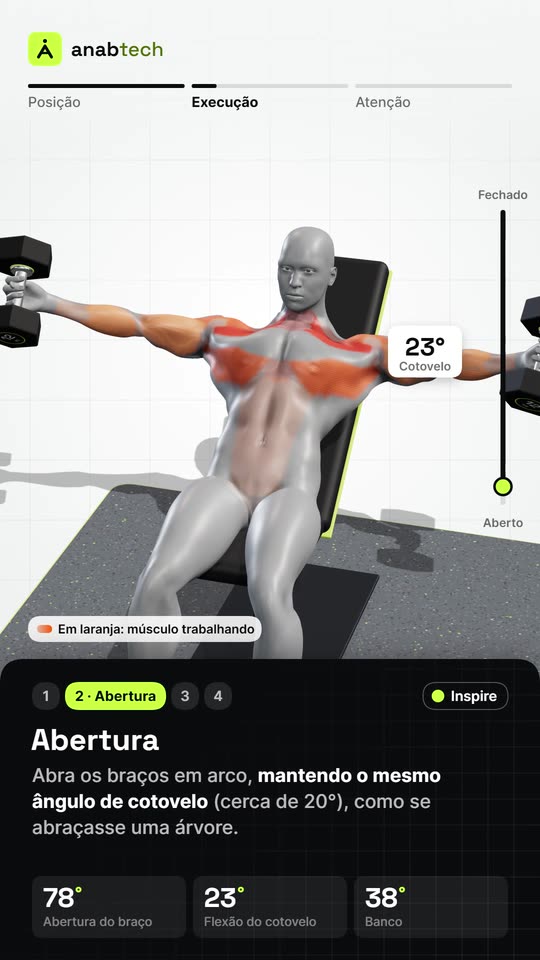 anabtech
Posição
Execução
Atenção
Fechado
23°
Cotovelo
Aberto
Em laranja: músculo trabalhando
1
2 · Abertura
3
4
Inspire
Abertura
Abra os braços em arco, mantendo o mesmo
ângulo de cotovelo (cerca de 20°), como se
abraçasse uma árvore.
78°
Abertura do braço
23°
Flexão do cotovelo
38°
Banco